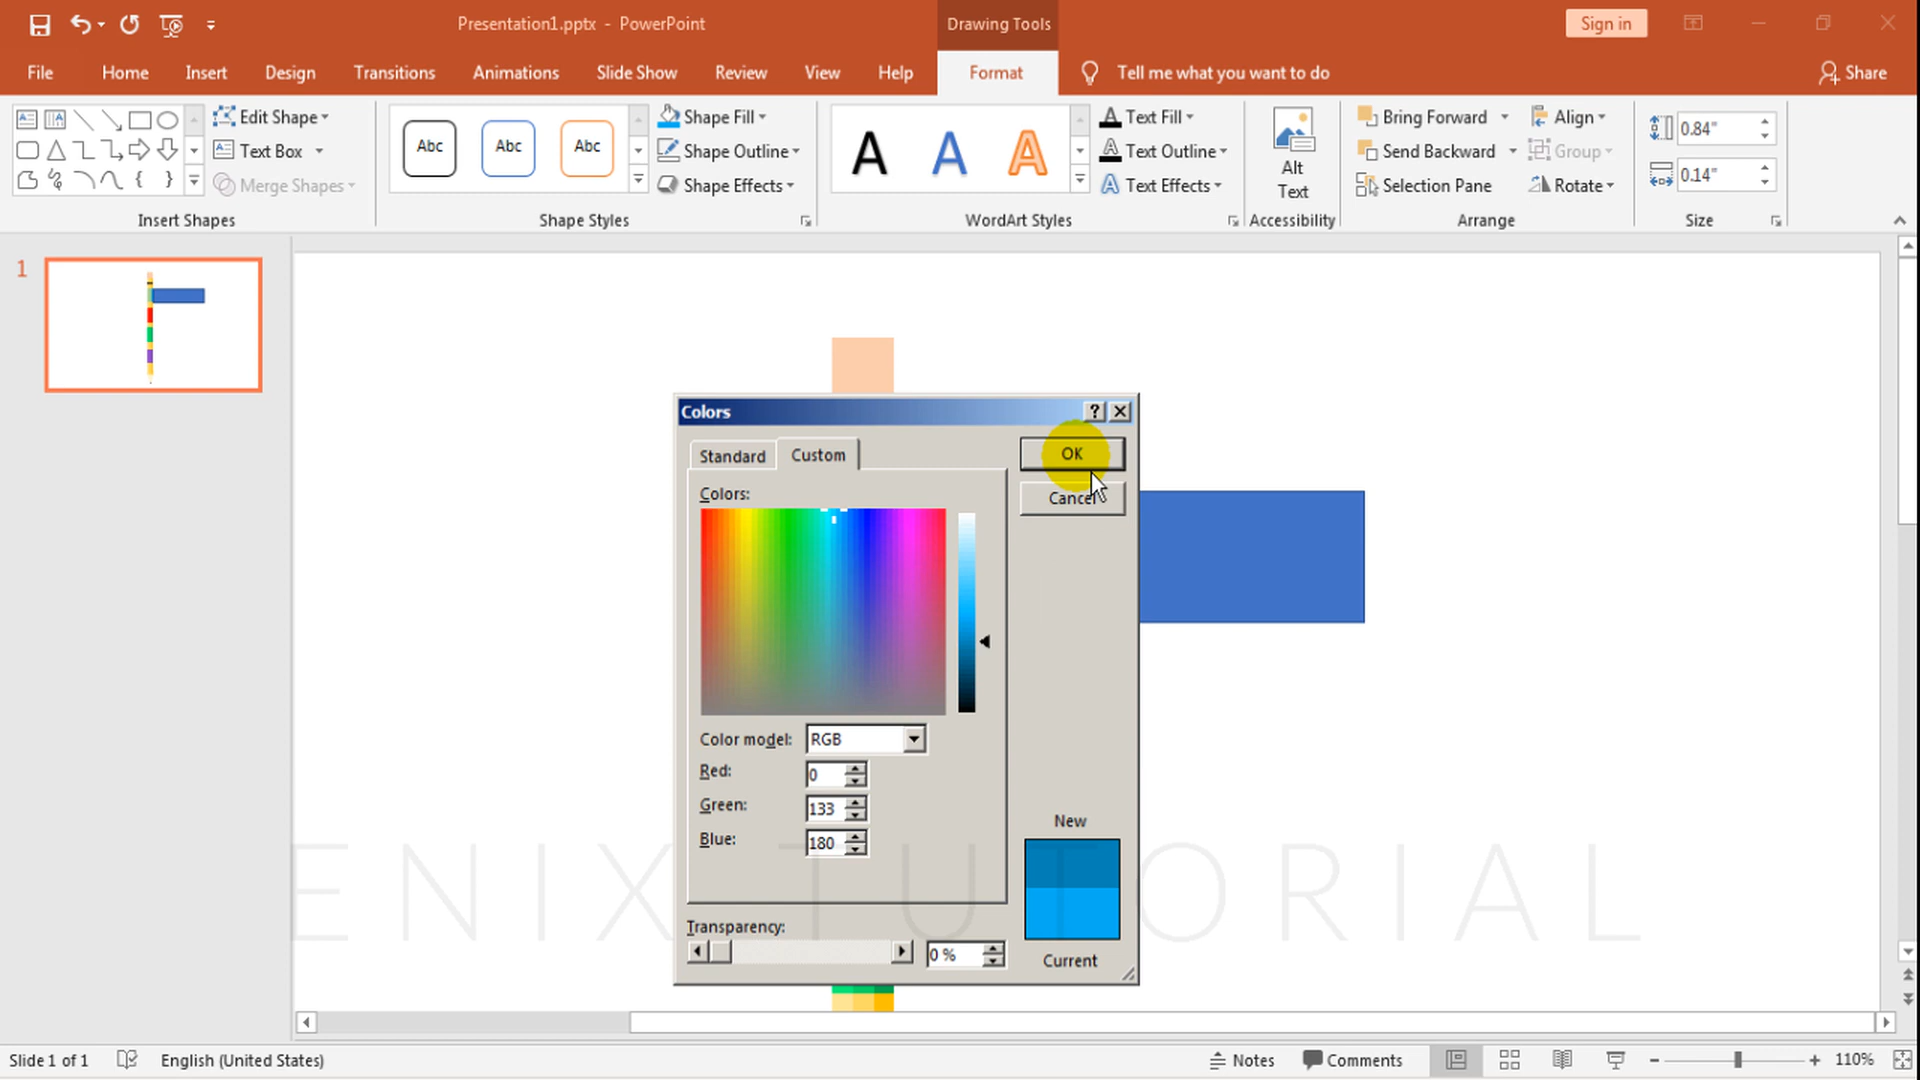 Presentation1.pptx - PowerPoint
Drawing Tools
Sign in
File
Home
Insert
Design
Transitions
Animations
Slide Show
Review
View
Help
Format
Tell me what you want to do
Share
Edit Shape
Text Box
Merge Shapes
Insert Shapes
Abc
Abc
Abc
Shape Fill
Shape Outline
Shape Effects
Shape Styles
A
A
A
Text Fill
Text Outline
Text Effects
WordArt Styles
Alt
Text
Accessibility
Bring Forward
Send Backward
Selection Pane
Align
Group
Rotate
Arrange
0.84"
0.14"
Size
1
Colors
?
Standard
Custom
OK
Cancel
Colors:
Color model:
RGB
Red:
0
Green:
133
Blue:
180
New
Current
Transparency:
0 %
ENIX TUTORIAL
Slide 1 of 1
English (United States)
Notes
Comments
110%